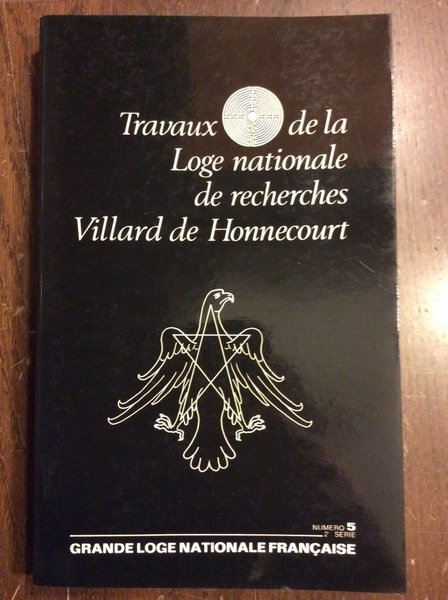 Travaux de la
Loge nationale
de recherches
Villard de Honnecourt
NUMERO 5
2e SERIE
GRANDE LOGE NATIONALE FRANÇAISE